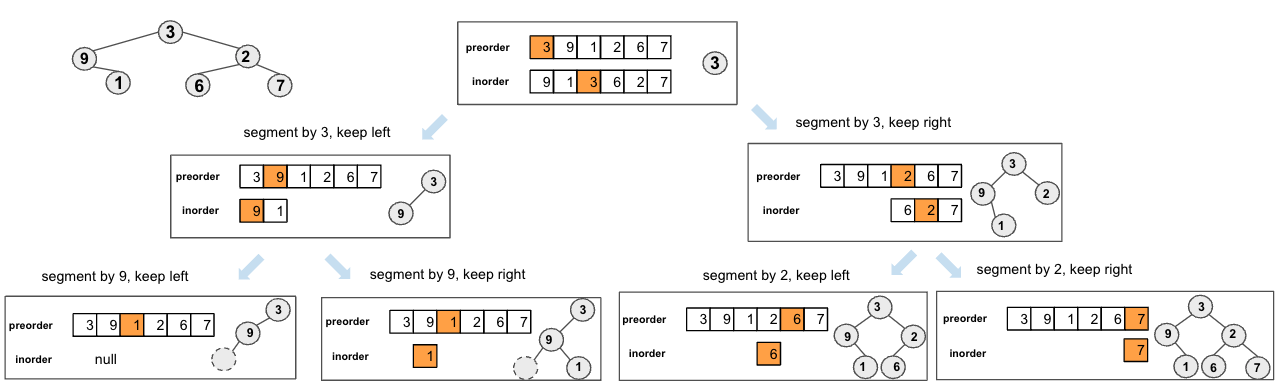 3
9
2
1
6
7
preorder 3 9 1 2 6 7
3
inorder 9 1 3 6 2 7
segment by 3, keep left
segment by 3, keep right
preorder 3 9 1 2 6 7
3
inorder 9 1
9
preorder 3 9 1 2 6 7
3
9
2
inorder 6 2 7
1
segment by 9, keep left
segment by 9, keep right
segment by 2, keep left
segment by 2, keep right
preorder 3 9 1 2 6 7
3
9
inorder null
preorder 3 9 1 2 6 7
3
9
inorder 1
1
preorder 3 9 1 2 6 7
3
9
2
inorder 6
1
6
preorder 3 9 1 2 6 7
3
9
2
inorder 7
1
6
7